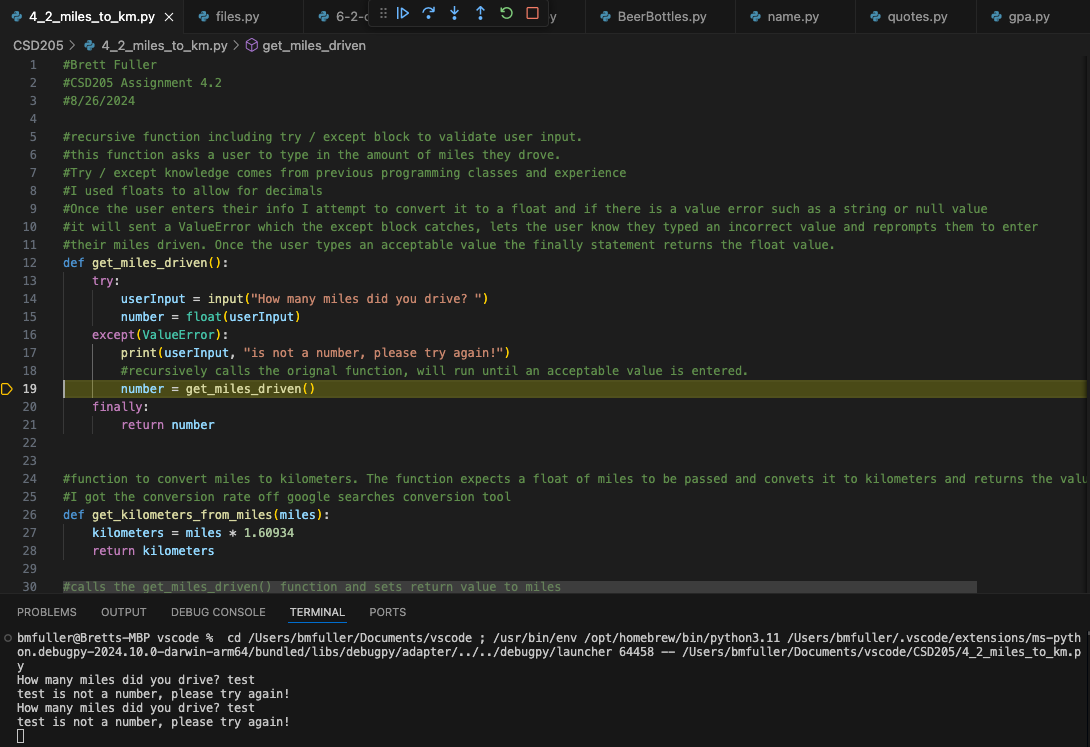 4_2_miles_to_km.py files.py 6-2- y BeerBottles.py name.py quotes.py gpa.py
CSD205 > 4_2_miles_to_km.py > get_miles_driven
1 #Brett Fuller
2 #CSD205 Assignment 4.2
3 #8/26/2024
4
5 #recursive function including try / except block to validate user input.
6 #this function asks a user to type in the amount of miles they drove.
7 #Try / except knowledge comes from previous programming classes and experience
8 #I used floats to allow for decimals
9 #Once the user enters their info I attempt to convert it to a float and if there is a value error such as a string or null value
10 #it will sent a ValueError which the except block catches, lets the user know they typed an incorrect value and reprompts them to enter
11 #their miles driven. Once the user types an acceptable value the finally statement returns the float value.
12 def get_miles_driven():
13 try:
14 userInput = input("How many miles did you drive? ")
15 number = float(userInput)
16 except(ValueError):
17 print(userInput, "is not a number, please try again!")
18 #recursively calls the orignal function, will run until an acceptable value is entered.
19 number = get_miles_driven()
20 finally:
21 return number
22
23
24 #function to convert miles to kilometers. The function expects a float of miles to be passed and convets it to kilometers and returns the valu
25 #I got the conversion rate off google searches conversion tool
26 def get_kilometers_from_miles(miles):
27 kilometers = miles * 1.60934
28 return kilometers
29
30 #calls the get_miles_driven() function and sets return value to miles
PROBLEMS OUTPUT DEBUG CONSOLE TERMINAL PORTS
bmfuller@Bretts-MBP vscode % cd /Users/bmfuller/Documents/vscode ; /usr/bin/env /opt/homebrew/bin/python3.11 /Users/bmfuller/.vscode/extensions/ms-pyth
on.debugpy-2024.10.0-darwin-arm64/bundled/libs/debugpy/adapter/../../debugpy/launcher 64458 -- /Users/bmfuller/Documents/vscode/CSD205/4_2_miles_to_km.p
y
How many miles did you drive? test
test is not a number, please try again!
How many miles did you drive? test
test is not a number, please try again!